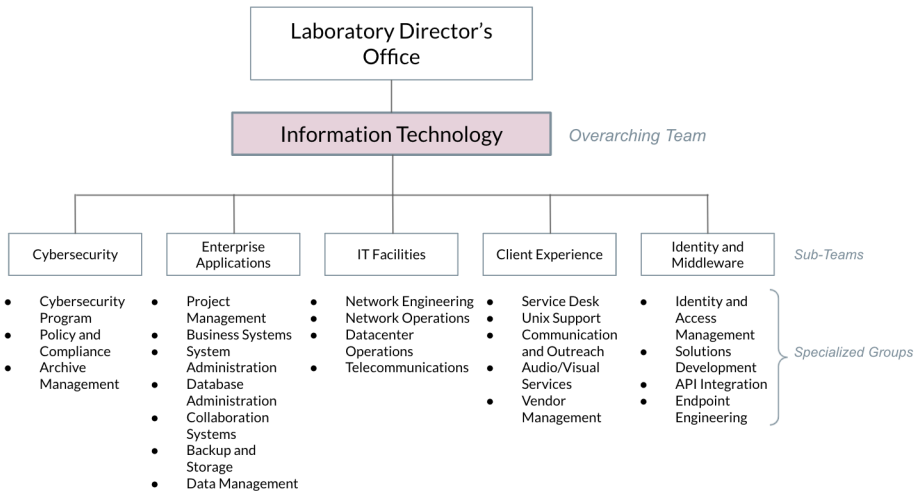 Laboratory Director's
Office
Information Technology
Overarching Team
Cybersecurity
Enterprise
Applications
IT Facilities
Client Experience
Identity and
Middleware
Sub-Teams
● Cybersecurity
Program
● Policy and
Compliance
● Archive
Management
● Project
Management
● Business Systems
● System
Administration
● Database
Administration
● Collaboration
Systems
● Backup and
Storage
● Data Management
● Network Engineering
● Network Operations
● Datacenter
Operations
● Telecommunications
● Service Desk
● Unix Support
● Communication
and Outreach
● Audio/Visual
Services
● Vendor
Management
● Identity and
Access
Management
● Solutions
Development
● API Integration
● Endpoint
Engineering
Specialized Groups